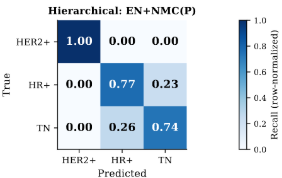 Hierarchical: EN+NMC(P)
HER2+ 1.00 0.00 0.00
HR+ 0.00 0.77 0.23
TN 0.00 0.26 0.74
HER2+ HR+ TN
Predicted
True
1.0
0.8
0.6
0.4
0.2
0.0
Recall (row-normalized)